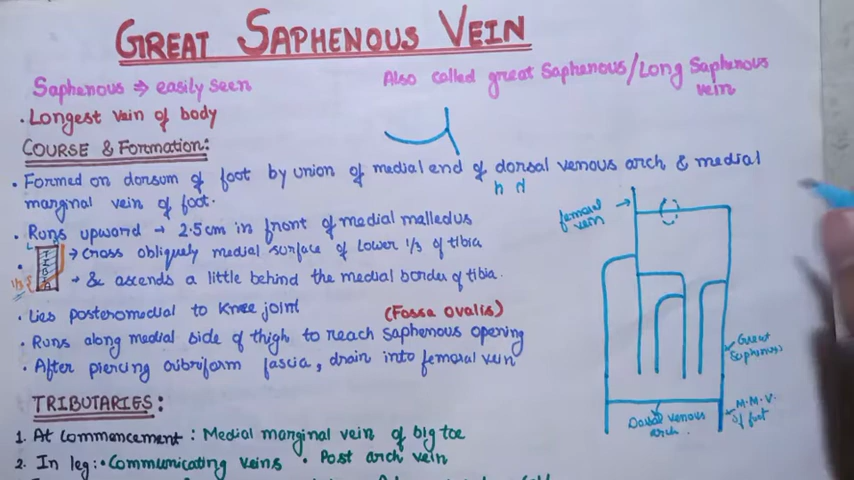 GREAT SAPHENOUS VEIN
Saphenous ⇒ easily seen
Also called great Saphenous/Long Saphenous
vein
• Longest vein of body
COURSE & FORMATION:
• Formed on dorsum of foot by union of medial end of dorsal venous arch & medial
marginal vein of foot.
h d
• Runs upward → 2.5cm in front of medial malledus
femoral
vein
L
TIBIA
1/3
→ cross obliquely medial surface of Lower 1/3 of tibia
→ & ascends a little behind the medial border of tibia.
• Lies posteromedial to Knee joint
(Fossa ovalis)
• Runs along medial side of thigh to reach saphenous opening
• After piercing cribriform fascia, drain into femoral vein
Great
Saphenous
M.M.V.
of foot
Dorsal venous
arch.
TRIBUTARIES:
1. At commencement: Medial marginal vein of big toe
2. In leg: • Communicating veins • Post arch vein